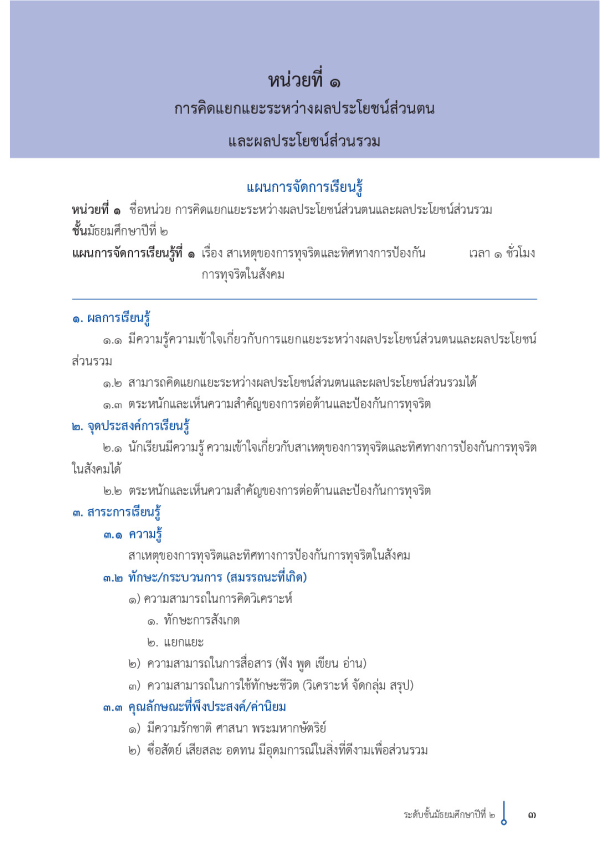 หน่วยที่ ๑
การคิดแยกแยะระหว่างผลประโยชน์ส่วนตน
และผลประโยชน์ส่วนรวม
แผนการจัดการเรียนรู้
หน่วยที่ ๑ ชื่อหน่วย การคิดแยกแยะระหว่างผลประโยชน์ส่วนตนและผลประโยชน์ส่วนรวม
ชั้นมัธยมศึกษาปีที่ ๒
แผนการจัดการเรียนรู้ที่ ๑ เรื่อง สาเหตุของการทุจริตและทิศทางการป้องกัน เวลา ๑ ชั่วโมง
การทุจริตในสังคม
๑. ผลการเรียนรู้
๑.๑ มีความรู้ความเข้าใจเกี่ยวกับการแยกแยะระหว่างผลประโยชน์ส่วนตนและผลประโยชน์
ส่วนรวม
๑.๒ สามารถคิดแยกแยะระหว่างผลประโยชน์ส่วนตนและผลประโยชน์ส่วนรวมได้
๑.๓ ตระหนักและเห็นความสำคัญของการต่อต้านและป้องกันการทุจริต
๒. จุดประสงค์การเรียนรู้
๒.๑ นักเรียนมีความรู้ ความเข้าใจเกี่ยวกับสาเหตุของการทุจริตและทิศทางการป้องกันการทุจริต
ในสังคมได้
๒.๒ ตระหนักและเห็นความสำคัญของการต่อต้านและป้องกันการทุจริต
๓. สาระการเรียนรู้
๓.๑ ความรู้
สาเหตุของการทุจริตและทิศทางการป้องกันการทุจริตในสังคม
๓.๒ ทักษะ/กระบวนการ (สมรรถนะที่เกิด)
๑) ความสามารถในการคิดวิเคราะห์
๑. ทักษะการสังเกต
๒. แยกแยะ
๒) ความสามารถในการสื่อสาร (ฟัง พูด เขียน อ่าน)
๓) ความสามารถในการใช้ทักษะชีวิต (วิเคราะห์ จัดกลุ่ม สรุป)
๓.๓ คุณลักษณะที่พึงประสงค์/ค่านิยม
๑) มีความรักชาติ ศาสนา พระมหากษัตริย์
๒) ซื่อสัตย์ เสียสละ อดทน มีอุดมการณ์ในสิ่งที่ดีงามเพื่อส่วนรวม
ระดับชั้นมัธยมศึกษาปีที่ ๒ ๓